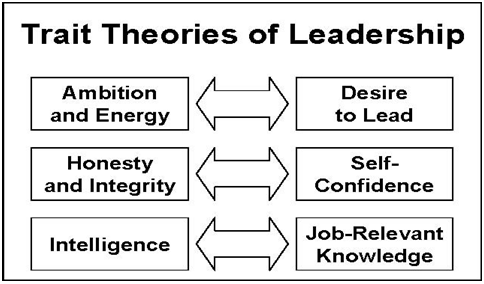 Trait Theories of Leadership
Ambition
and Energy
Desire
to Lead
Honesty
and Integrity
Self-
Confidence
Intelligence
Job-Relevant
Knowledge